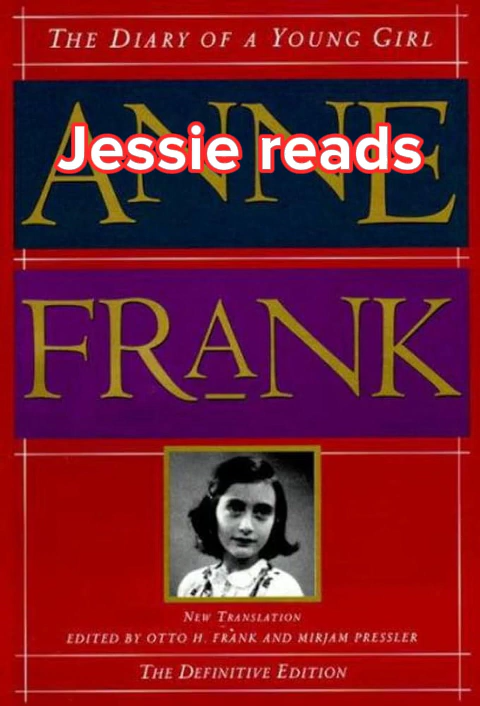 THE DIARY OF A YOUNG GIRL
ANNE
Jessie reads
FRANK
NEW TRANSLATION
EDITED BY OTTO H. FRANK AND MIRJAM PRESSLER
THE DEFINITIVE EDITION